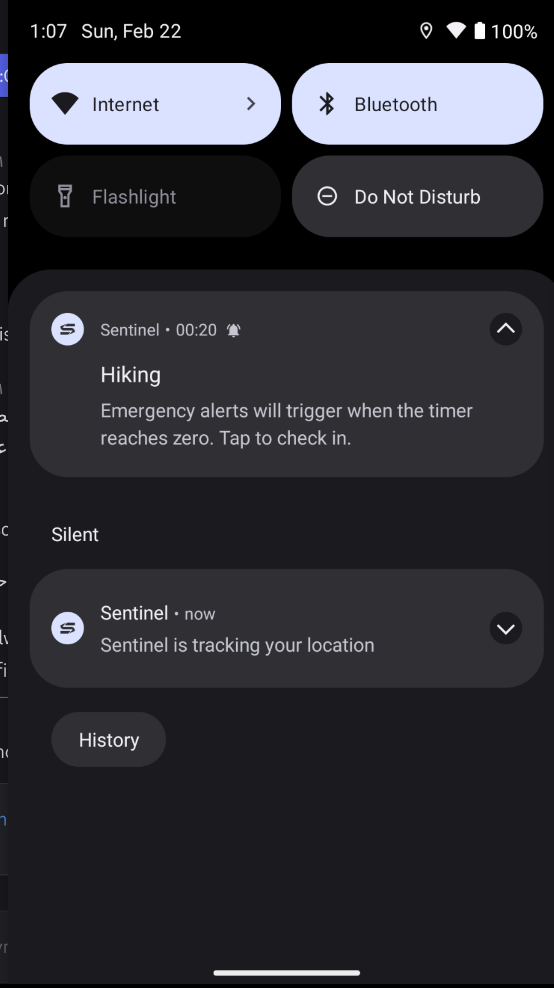 1:07 Sun, Feb 22 100%
Internet
Bluetooth
Flashlight
Do Not Disturb
Sentinel • 00:20
Hiking
Emergency alerts will trigger when the timer
reaches zero. Tap to check in.
Silent
Sentinel • now
Sentinel is tracking your location
History